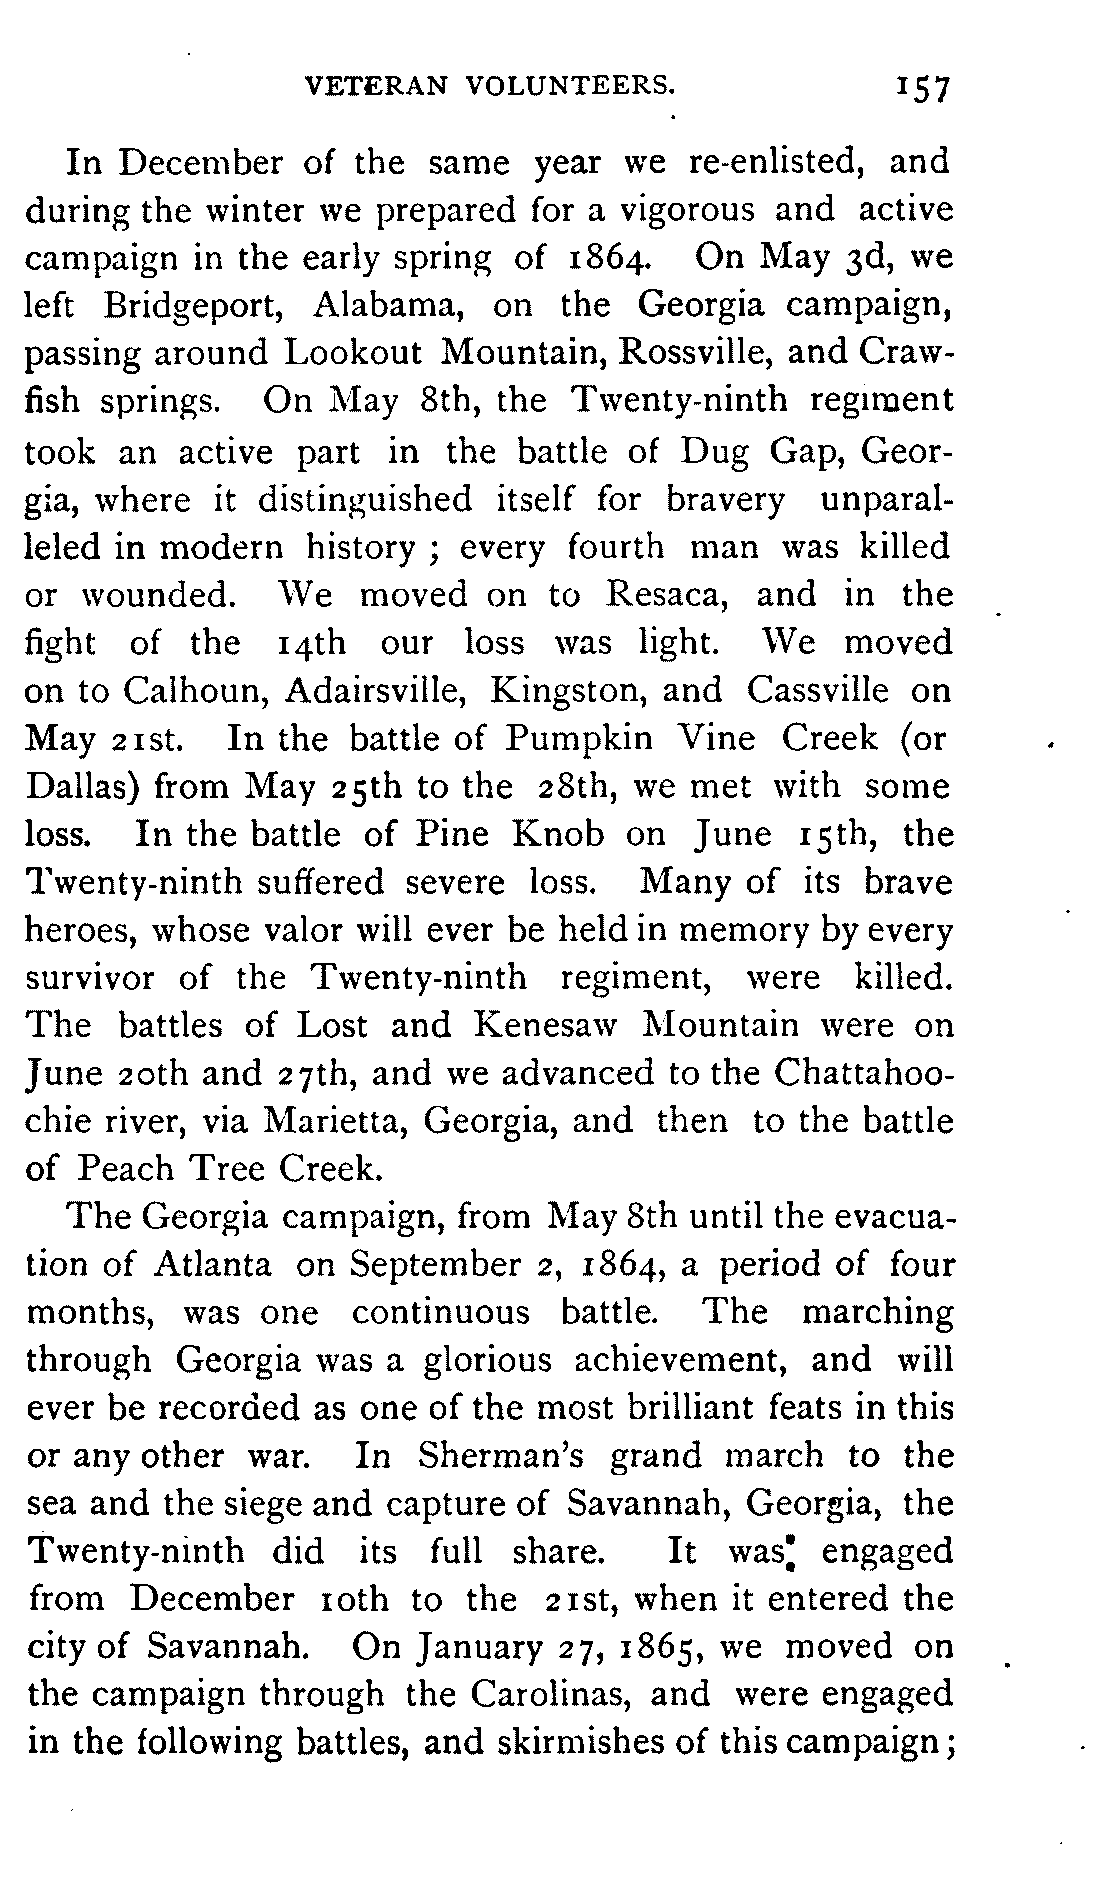 VETERAN VOLUNTEERS. 157
In December of the same year we re-enlisted, and
during the winter we prepared for a vigorous and active
campaign in the early spring of 1864. On May 3d, we
left Bridgeport, Alabama, on the Georgia campaign,
passing around Lookout Mountain, Rossville, and Craw-
fish springs. On May 8th, the Twenty-ninth regiment
took an active part in the battle of Dug Gap, Geor-
gia, where it distinguished itself for bravery unparal-
leled in modern history ; every fourth man was killed
or wounded. We moved on to Resaca, and in the
fight of the 14th our loss was light. We moved
on to Calhoun, Adairsville, Kingston, and Cassville on
May 21st. In the battle of Pumpkin Vine Creek (or
Dallas) from May 25th to the 28th, we met with some
loss. In the battle of Pine Knob on June 15th, the
Twenty-ninth suffered severe loss. Many of its brave
heroes, whose valor will ever be held in memory by every
survivor of the Twenty-ninth regiment, were killed.
The battles of Lost and Kenesaw Mountain were on
June 20th and 27th, and we advanced to the Chattahoo-
chie river, via Marietta, Georgia, and then to the battle
of Peach Tree Creek.
The Georgia campaign, from May 8th until the evacua-
tion of Atlanta on September 2, 1864, a period of four
months, was one continuous battle. The marching
through Georgia was a glorious achievement, and will
ever be recorded as one of the most brilliant feats in this
or any other war. In Sherman's grand march to the
sea and the siege and capture of Savannah, Georgia, the
Twenty-ninth did its full share. It was engaged
from December 10th to the 21st, when it entered the
city of Savannah. On January 27, 1865, we moved on
the campaign through the Carolinas, and were engaged
in the following battles, and skirmishes of this campaign;